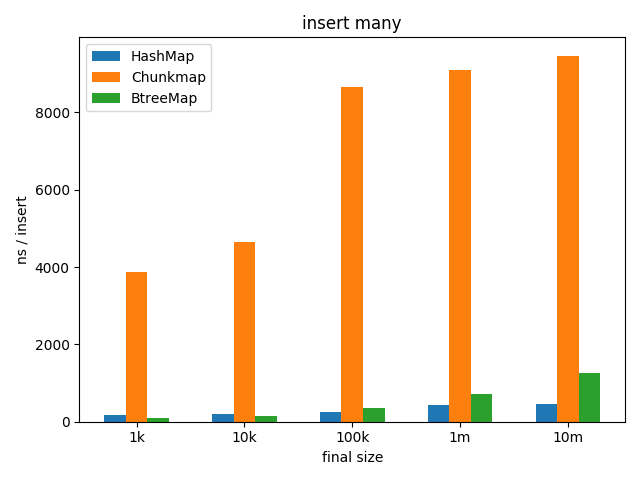 insert many
HashMap
Chunkmap
BtreeMap
ns / insert
8000
6000
4000
2000
0
1k 10k 100k 1m 10m
final size